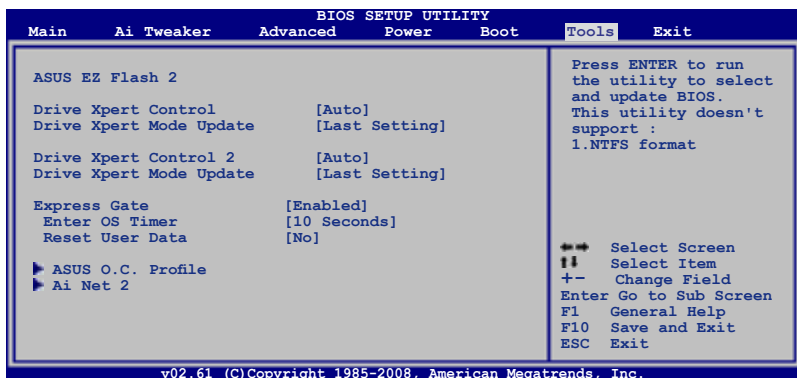 BIOS SETUP UTILITY
Main Ai Tweaker Advanced Power Boot Tools Exit
ASUS EZ Flash 2
Drive Xpert Control [Auto]
Drive Xpert Mode Update [Last Setting]
Drive Xpert Control 2 [Auto]
Drive Xpert Mode Update [Last Setting]
Express Gate [Enabled]
Enter OS Timer [10 Seconds]
Reset User Data [No]
ASUS O.C. Profile
Ai Net 2
Press ENTER to run
the utility to select
and update BIOS.
This utility doesn't
support :
1.NTFS format
Select Screen
Select Item
+- Change Field
Enter Go to Sub Screen
F1 General Help
F10 Save and Exit
ESC Exit
v02.61 (C)Copyright 1985-2008, American Megatrends, Inc.